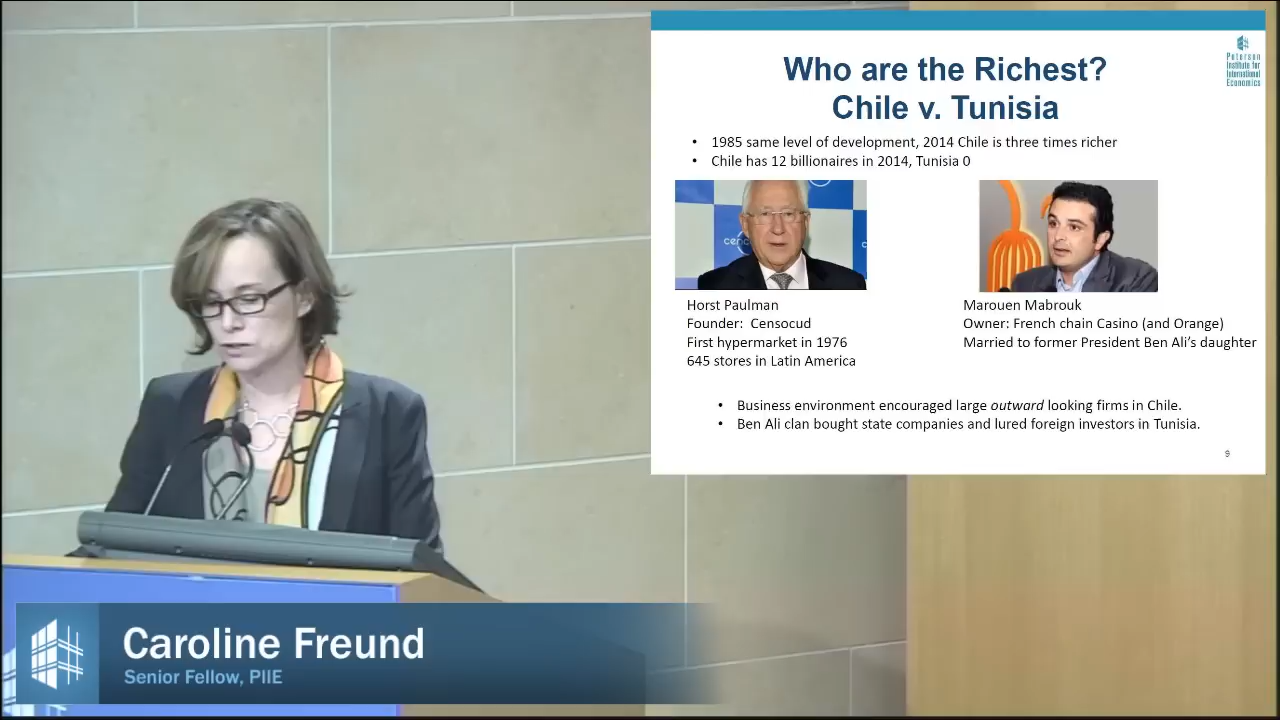 Who are the Richest?
Chile v. Tunisia
Peterson
Institute for
International
Economics
• 1985 same level of development, 2014 Chile is three times richer
• Chile has 12 billionaires in 2014, Tunisia 0
cenc
c
Horst Paulman
Founder: Censocud
First hypermarket in 1976
645 stores in Latin America
Marouen Mabrouk
Owner: French chain Casino (and Orange)
Married to former President Ben Ali’s daughter
• Business environment encouraged large outward looking firms in Chile.
• Ben Ali clan bought state companies and lured foreign investors in Tunisia.
9
Caroline Freund
Senior Fellow, PIIE